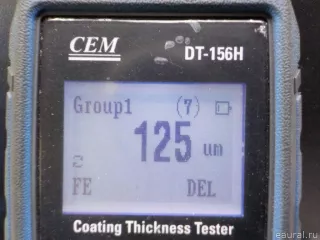 CEM
DT-156H
Group1 (7)
125 um
FE DEL
Coating Thickness Tester
eaural.ru